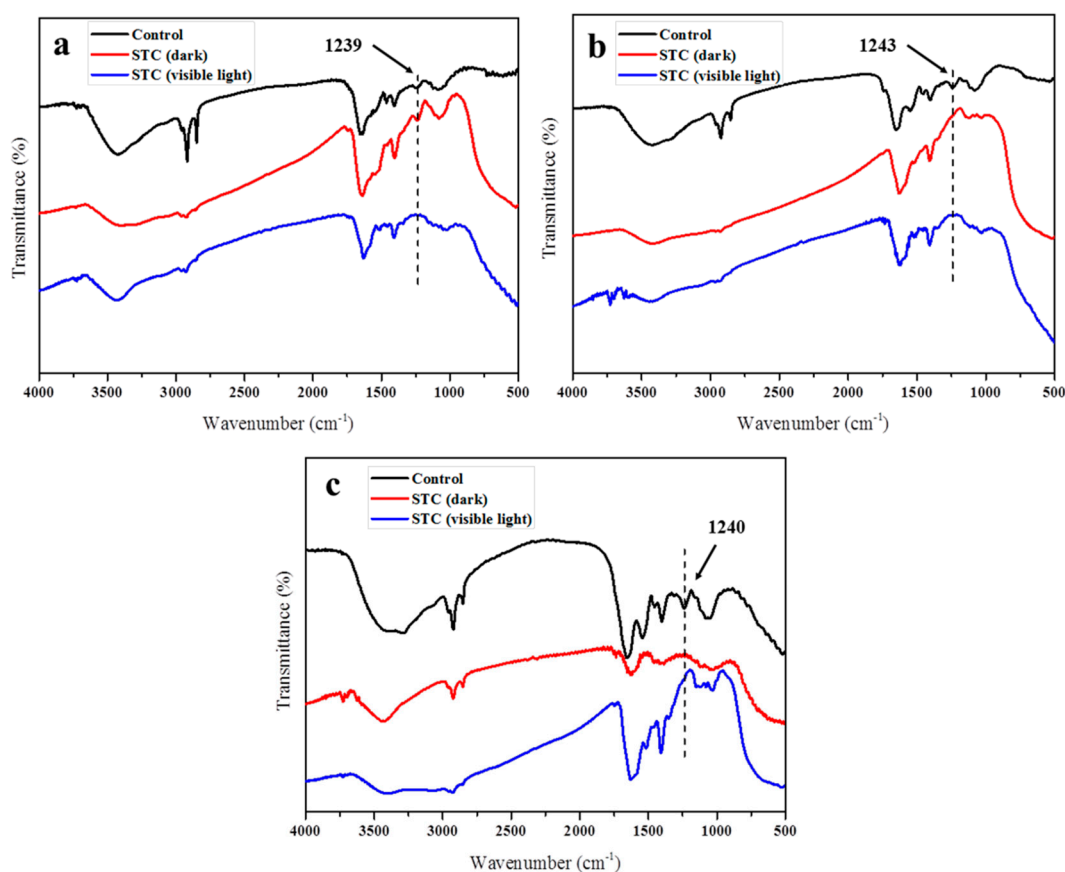 a
Control
STC (dark)
STC (visible light)
1239
Transmittance (%)
4000 3500 3000 2500 2000 1500 1000 500
Wavenumber (cm⁻¹)
b
Control
STC (dark)
STC (visible light)
1243
Transmittance (%)
4000 3500 3000 2500 2000 1500 1000 500
Wavenumber (cm⁻¹)
c
Control
STC (dark)
STC (visible light)
1240
Transmittance (%)
4000 3500 3000 2500 2000 1500 1000 500
Wavenumber (cm⁻¹)